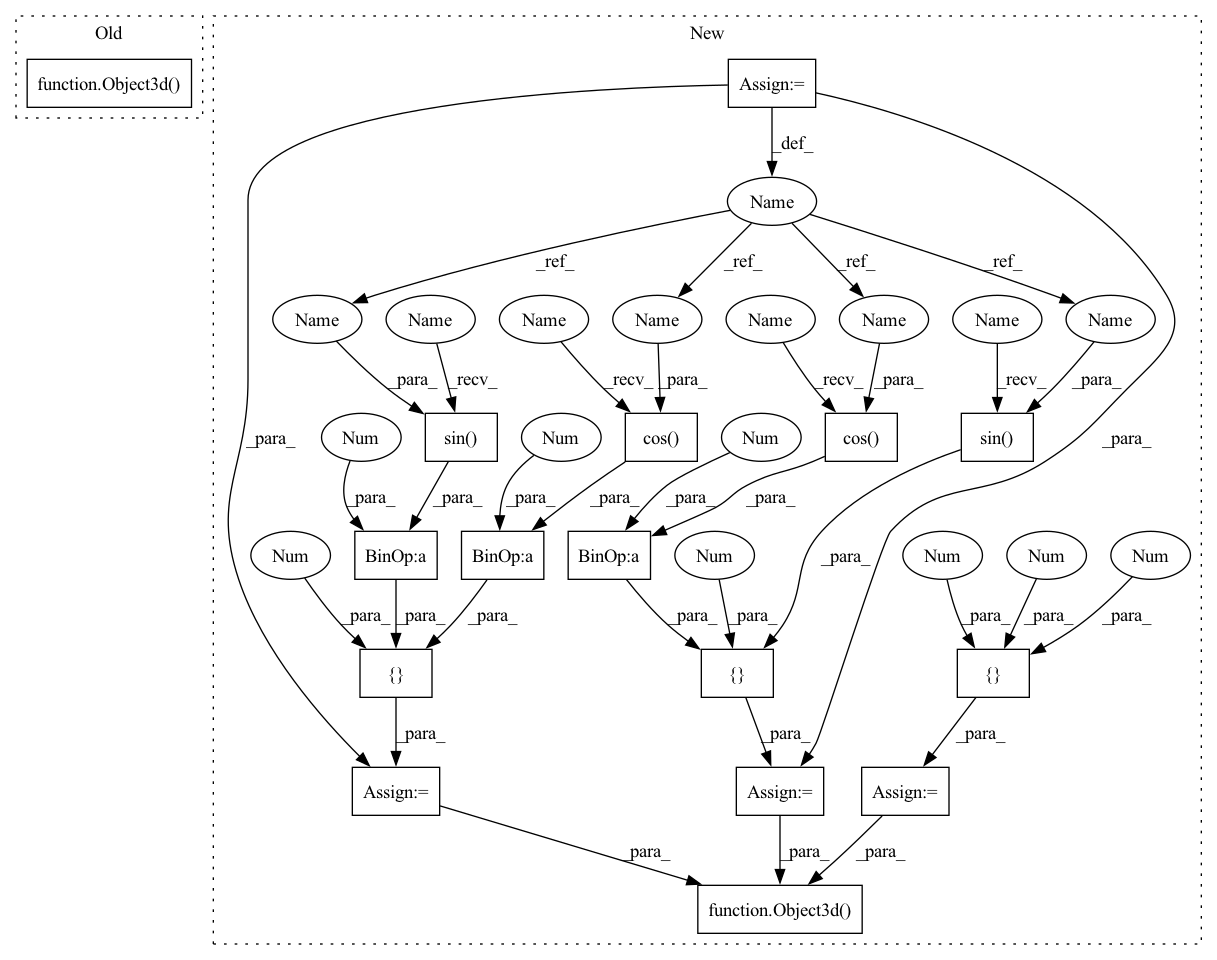 Old
New
function.Object3d()
Assign:=
_def_
Name
_ref_
_ref_
_ref_
_ref_
Name
Name
Name
Name
Name
Name
Name
Name
_para_
_recv_
_recv_
_para_
_recv_
_para_
_recv_
_para_
_para_
_para_
Num
sin()
Num
cos()
Num
cos()
sin()
_para_
_para_
_para_
_para_
_para_
_para_
Num
BinOp:a
BinOp:a
BinOp:a
Num
_para_
Num
Num
Num
_para_
_para_
_para_
_para_
_para_
_para_
_para_
_para_
{}
{}
{}
_para_
_para_
_para_
Assign:=
Assign:=
Assign:=
_para_
_para_
_para_
function.Object3d()